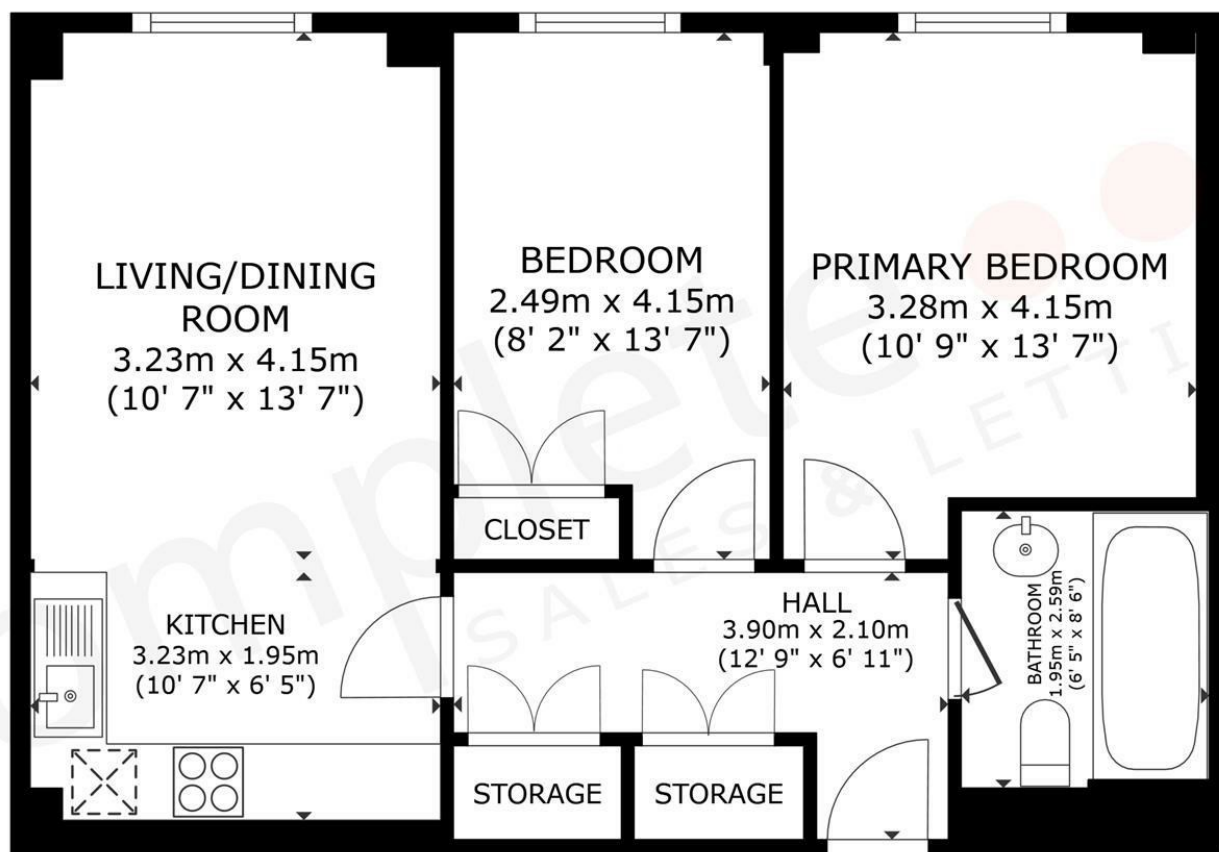 LIVING/DINING
ROOM
3.23m x 4.15m
(10' 7" x 13' 7")
BEDROOM
2.49m x 4.15m
(8' 2" x 13' 7")
PRIMARY BEDROOM
3.28m x 4.15m
(10' 9" x 13' 7")
CLOSET
KITCHEN
3.23m x 1.95m
(10' 7" x 6' 5")
HALL
3.90m x 2.10m
(12' 9" x 6' 11")
BATHROOM
1.95m x 2.59m
(6' 5" x 8' 6")
STORAGE
STORAGE
omplete
SALES & LETTI